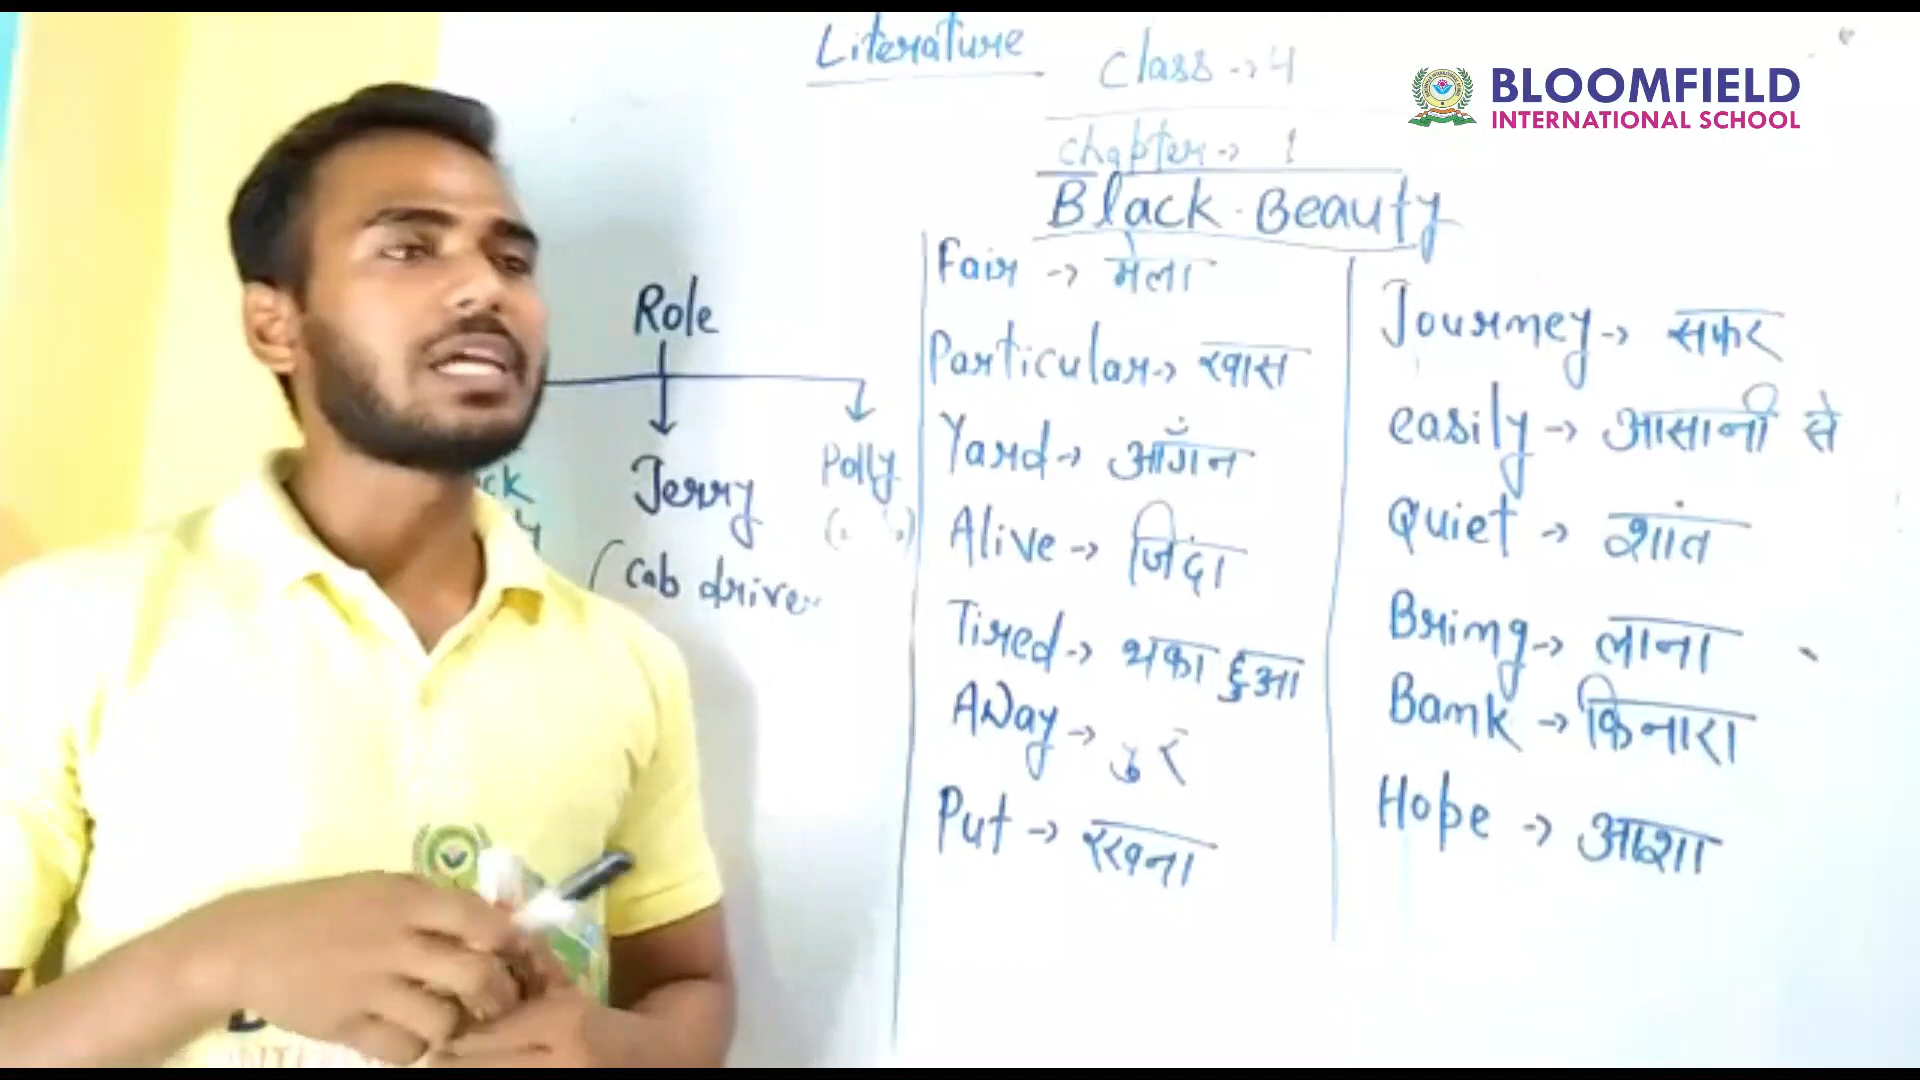 Literature
Class → 4
BLOOMFIELD
INTERNATIONAL SCHOOL
Chapter → 1
Black Beauty
Role
Jerry
(Cab driver
Polly
Fair → मेला
Particular → खास
Yard → आँगन
Alive → जिंदा
Tired → थका हुआ
Away → दुर
Put → रखना
Journey → सफर
easily → आसानी से
Quiet → शांत
Bring → लाना
Bank → किनारा
Hope → आशा